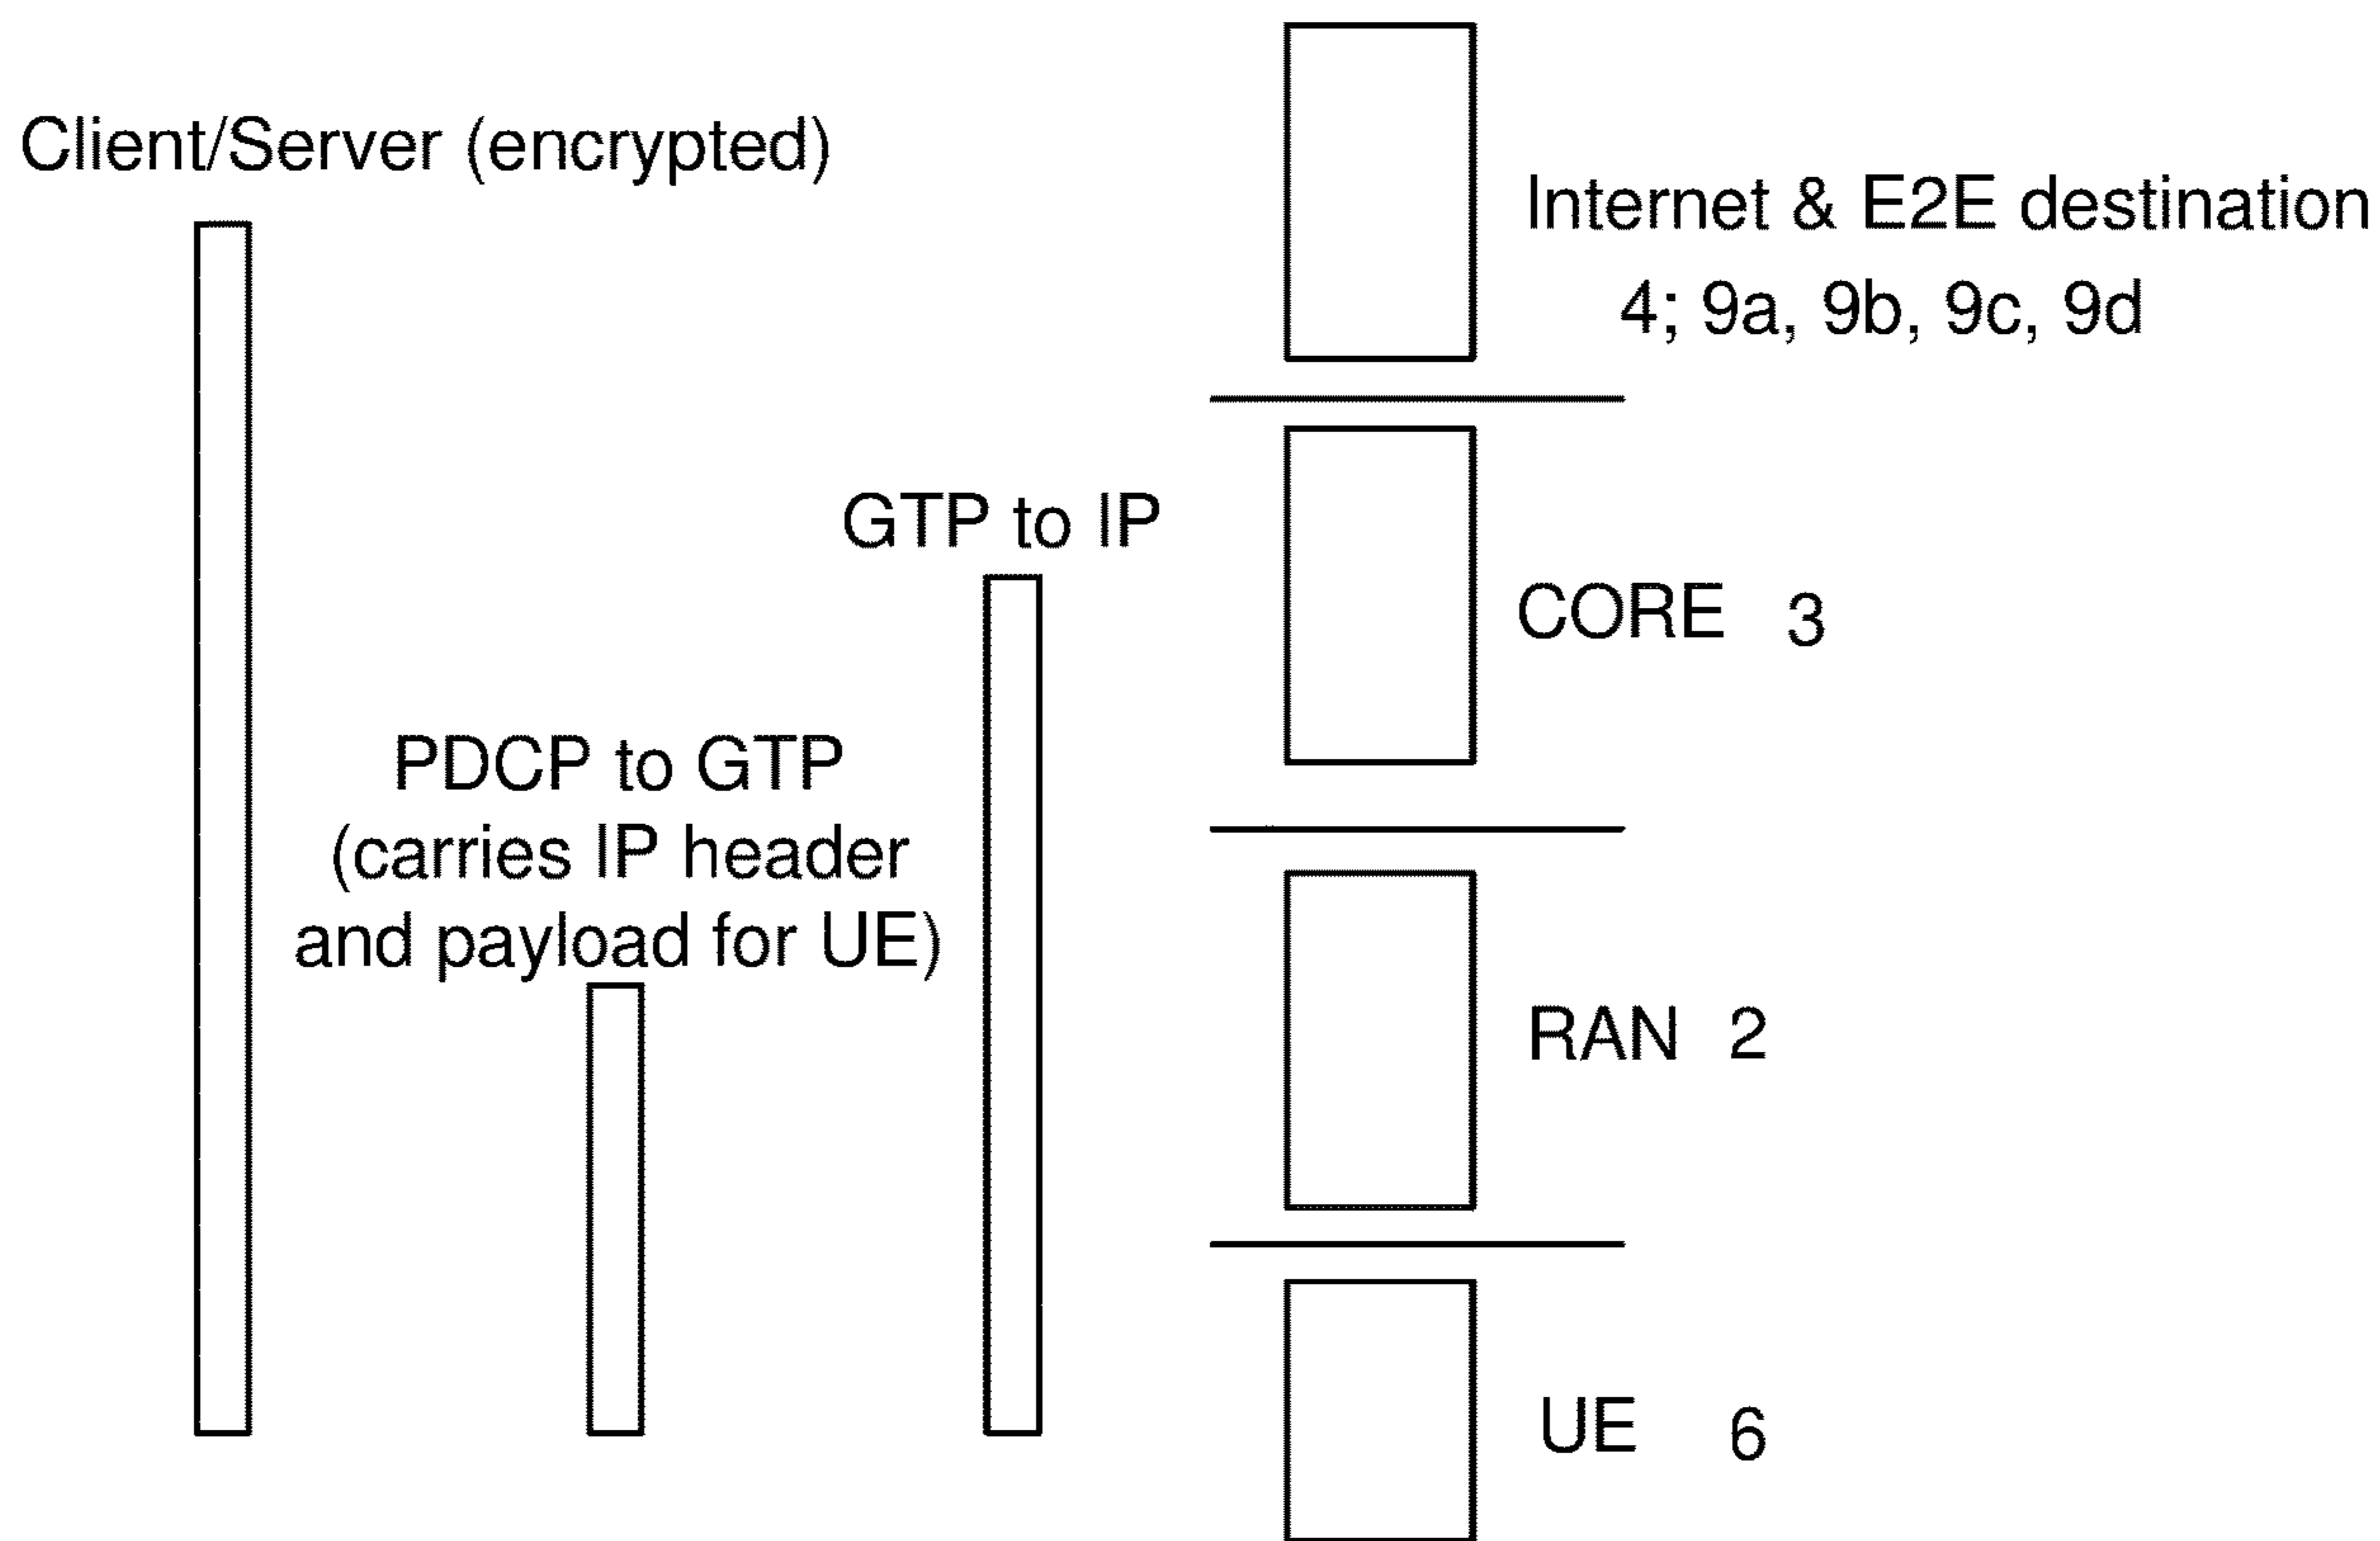 Client/Server (encrypted)
Internet & E2E destination
4; 9a, 9b, 9c, 9d
GTP to IP
CORE 3
PDCP to GTP
(carries IP header
and payload for UE)
RAN 2
UE 6